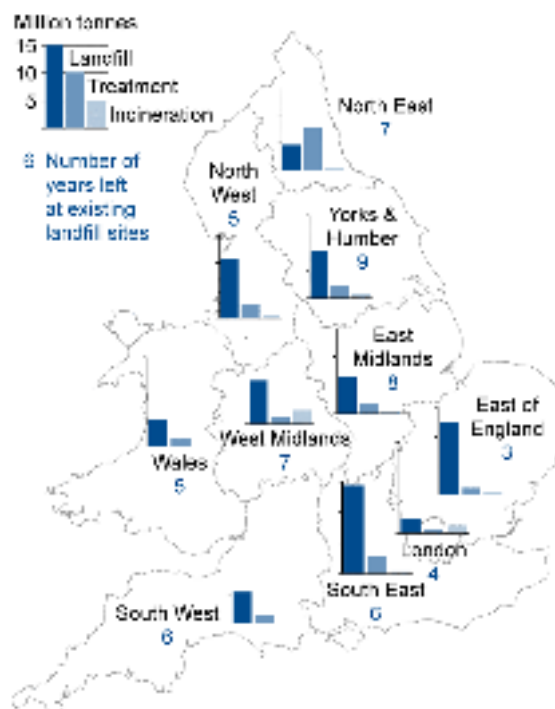 Million tonnes
15
10
5
Landfill
Treatment
Incineration
6 Number of
years left
at existing
landfill sites
North East
7
North
West
5
Yorks &
Humber
9
East
Midlands
8
East of
England
3
West Midlands
7
Wales
5
London
4
South East
South West
6